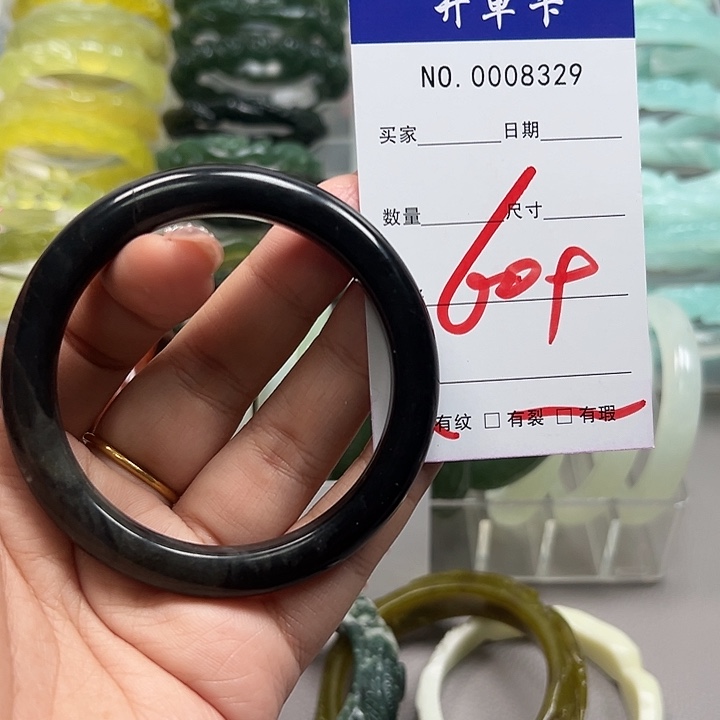 开单卡
NO. 0008329
买家 日期
数量 尺寸
60p
有纹 □ 有裂 □ 有瑕